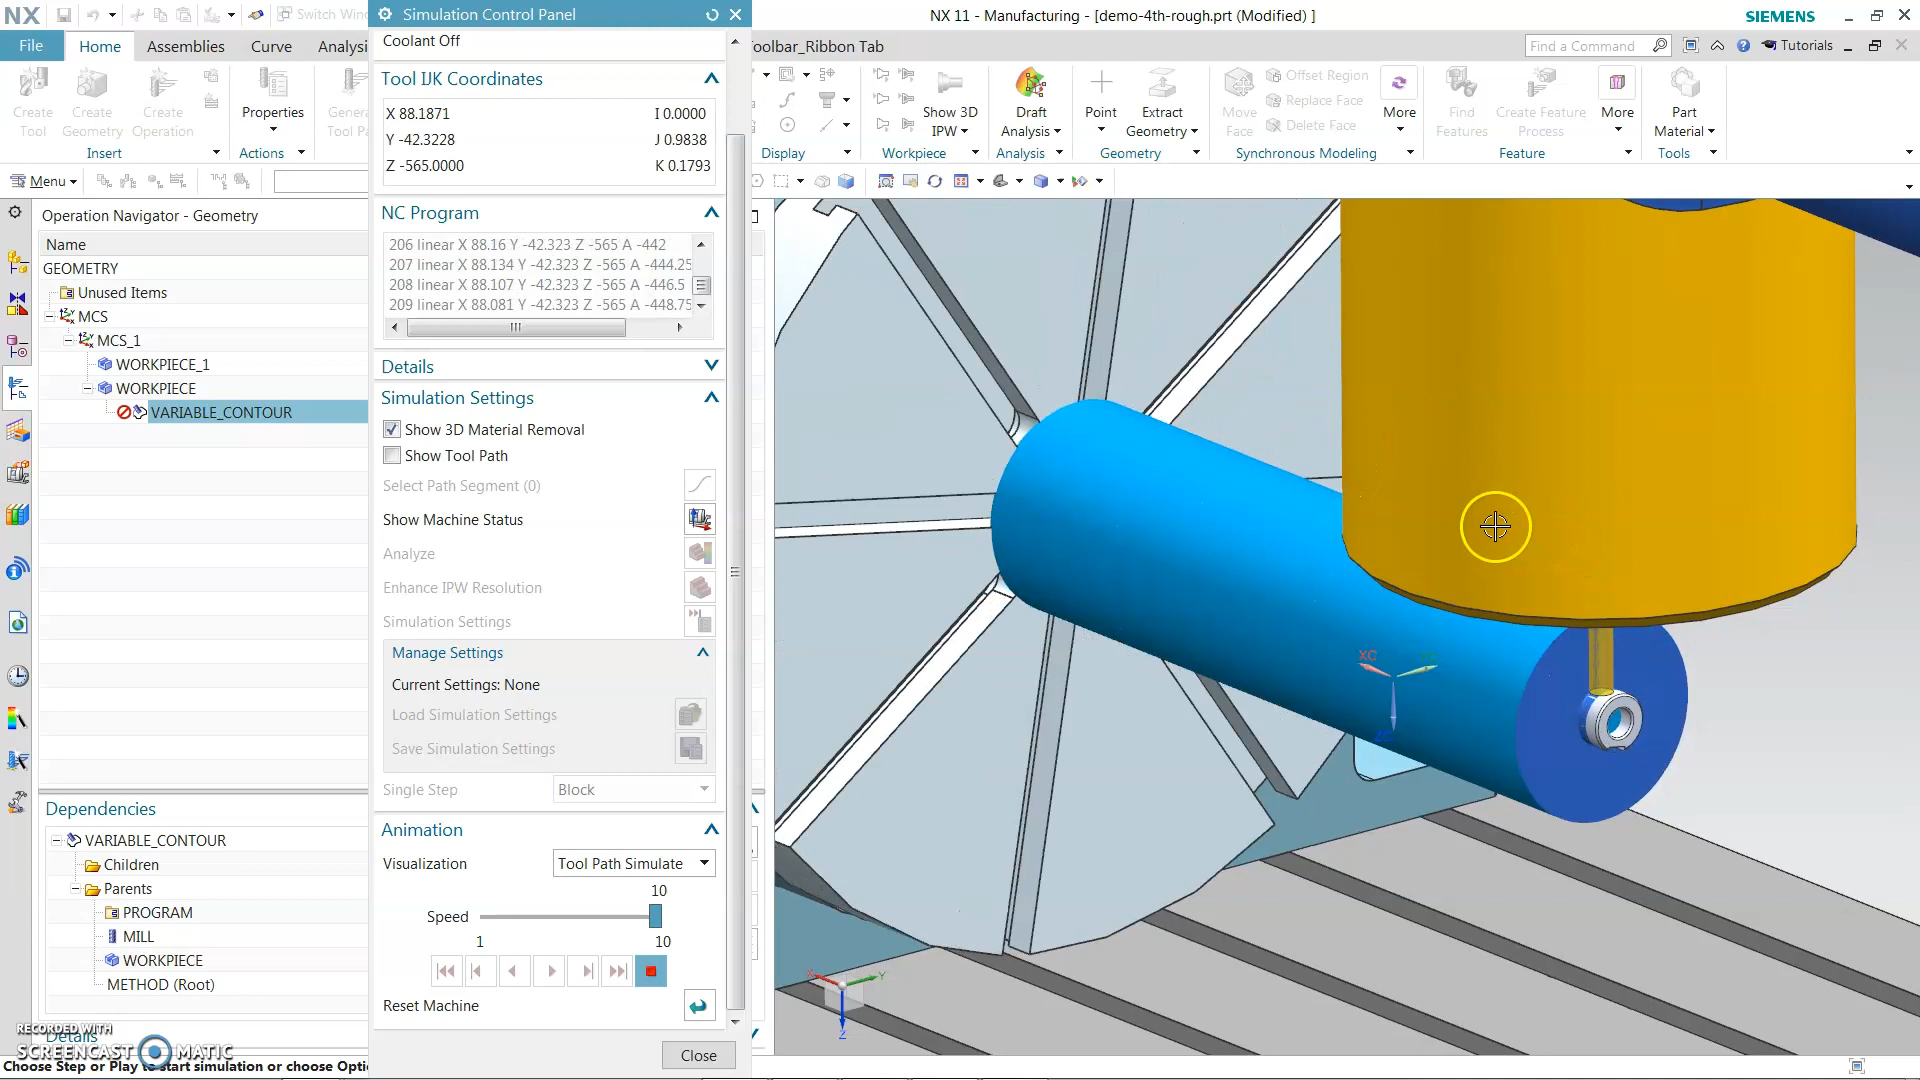 NX
Switch Win
Simulation Control Panel
NX 11 - Manufacturing - [demo-4th-rough.prt (Modified) ]
SIEMENS
File
Home
Assemblies
Curve
Analysi
oolbar_Ribbon Tab
Find a Command
Tutorials
Create Tool
Create Geometry
Create Operation
Properties
Genera
Tool Pa
Show 3D IPW
Draft Analysis
Point
Extract Geometry
Move Face
Offset Region
Replace Face
Delete Face
More
Find Features
Create Feature Process
More
Part Material
Insert
Actions
Display
Workpiece
Analysis
Geometry
Synchronous Modeling
Feature
Tools
Menu
Operation Navigator - Geometry
Name
GEOMETRY
Unused Items
MCS
MCS_1
WORKPIECE_1
WORKPIECE
VARIABLE_CONTOUR
Dependencies
VARIABLE_CONTOUR
Children
Parents
PROGRAM
MILL
WORKPIECE
METHOD (Root)
Details
RECORDED WITH
SCREENCAST MATIC
Choose Step or Play to start simulation or choose Optio
Coolant Off
Tool IJK Coordinates
X 88.1871 I 0.0000
Y -42.3228 J 0.9838
Z -565.0000 K 0.1793
NC Program
206 linear X 88.16 Y -42.323 Z -565 A -442
207 linear X 88.134 Y -42.323 Z -565 A -444.25
208 linear X 88.107 Y -42.323 Z -565 A -446.5
209 linear X 88.081 Y -42.323 Z -565 A -448.75
Details
Simulation Settings
Show 3D Material Removal
Show Tool Path
Select Path Segment (0)
Show Machine Status
Analyze
Enhance IPW Resolution
Simulation Settings
Manage Settings
Current Settings: None
Load Simulation Settings
Save Simulation Settings
Single Step Block
Animation
Visualization Tool Path Simulate
10
Speed
1 10
Reset Machine
Close
XC
X
Y
Z